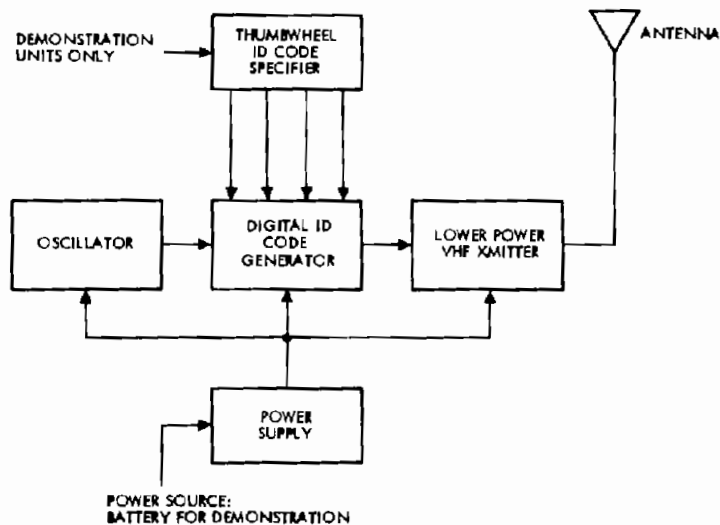 DEMONSTRATION
UNITS ONLY
THUMBWHEEL
ID CODE
SPECIFIER
ANTENNA
OSCILLATOR
DIGITAL ID
CODE
GENERATOR
LOWER POWER
VHF XMITTER
POWER
SUPPLY
POWER SOURCE:
BATTERY FOR DEMONSTRATION